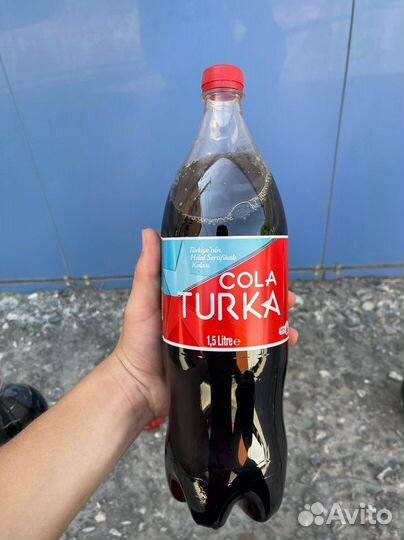 Türkiye'nin
Helal Sertifikalı
Kolası
COLA
TURKA
1,5 Litre e
Avito